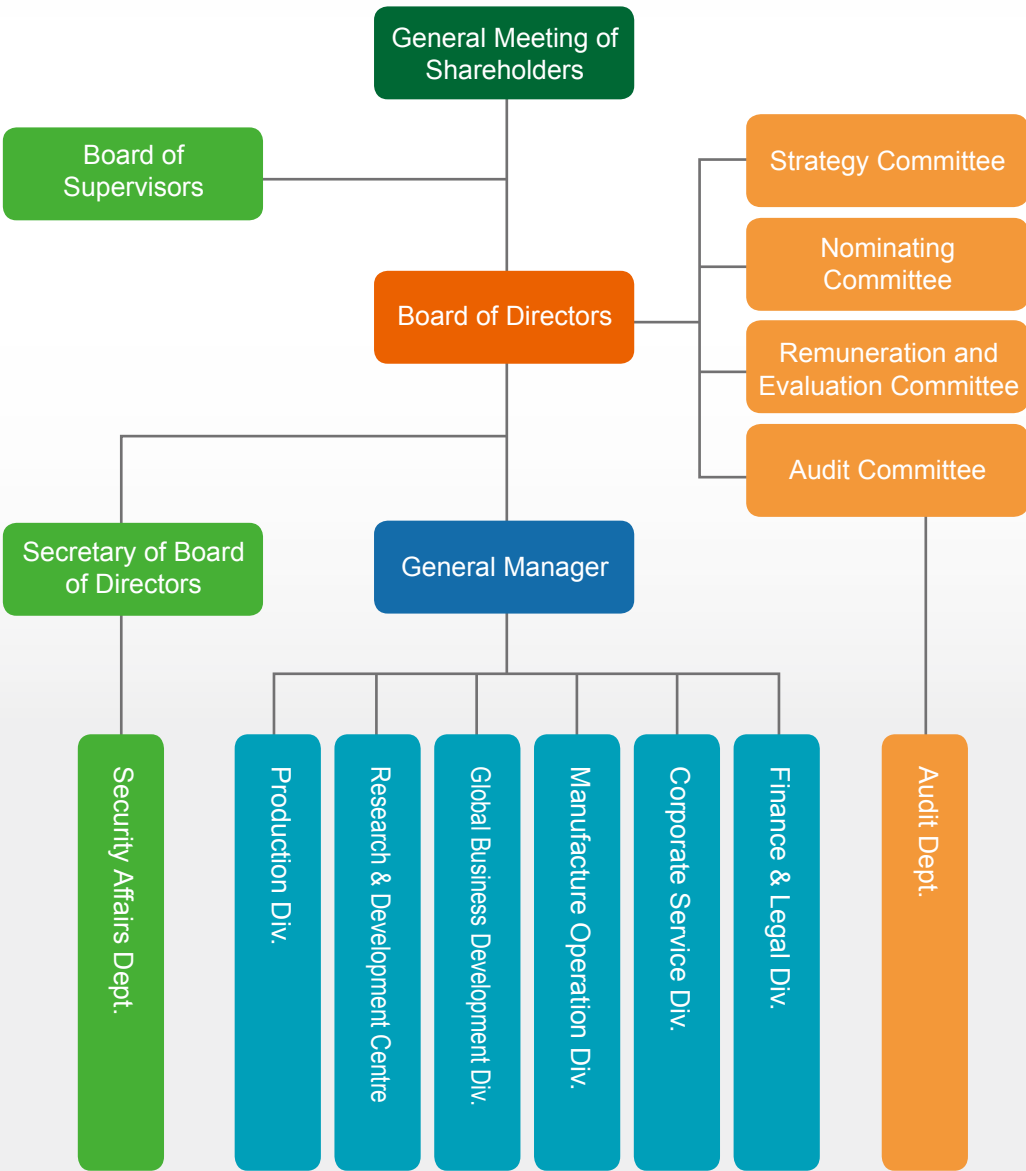 General Meeting of
Shareholders
Board of
Supervisors
Strategy Committee
Nominating
Committee
Board of Directors
Remuneration and
Evaluation Committee
Audit Committee
Secretary of Board
of Directors
General Manager
Security Affairs Dept.
Production Div.
Research & Development Centre
Global Business Development Div.
Manufacture Operation Div.
Corporate Service Div.
Finance & Legal Div.
Audit Dept.